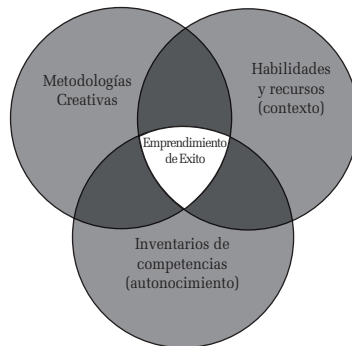 Metodologías
Creativas
Habilidades
y recursos
(contexto)
Emprendimiento
de Exito
Inventarios de
competencias
(autonocimiento)